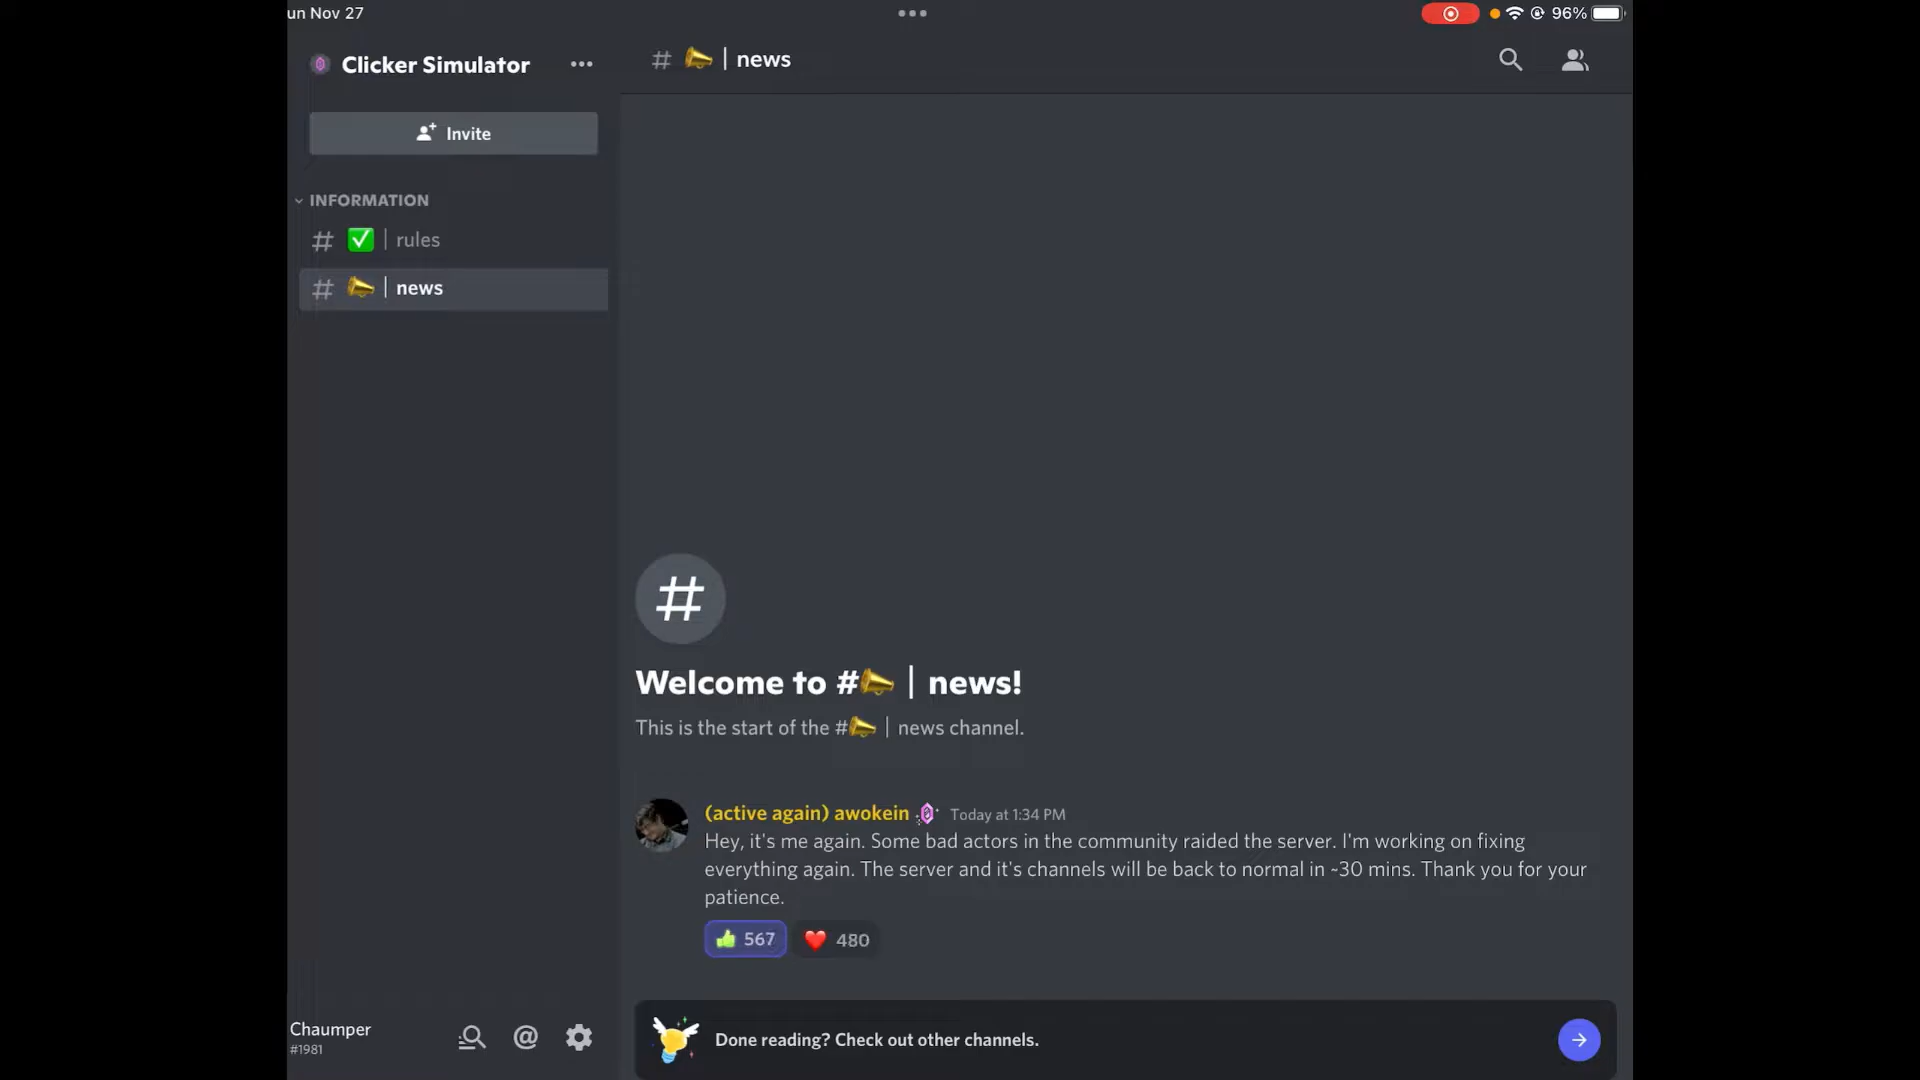 un Nov 27
96%
Clicker Simulator
Invite
INFORMATION
# ✅ | rules
# | news
Chaumper
#1981
# | news
#
Welcome to # | news!
This is the start of the # | news channel.
(active again) awokein Today at 1:34 PM
Hey, it's me again. Some bad actors in the community raided the server. I'm working on fixing
everything again. The server and it's channels will be back to normal in ~30 mins. Thank you for your
patience.
👍 567 ❤️ 480
Done reading? Check out other channels.